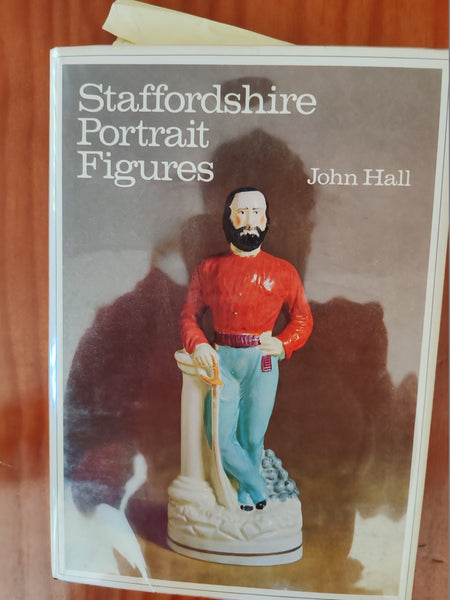 Staffordshire
Portrait
Figures
John Hall